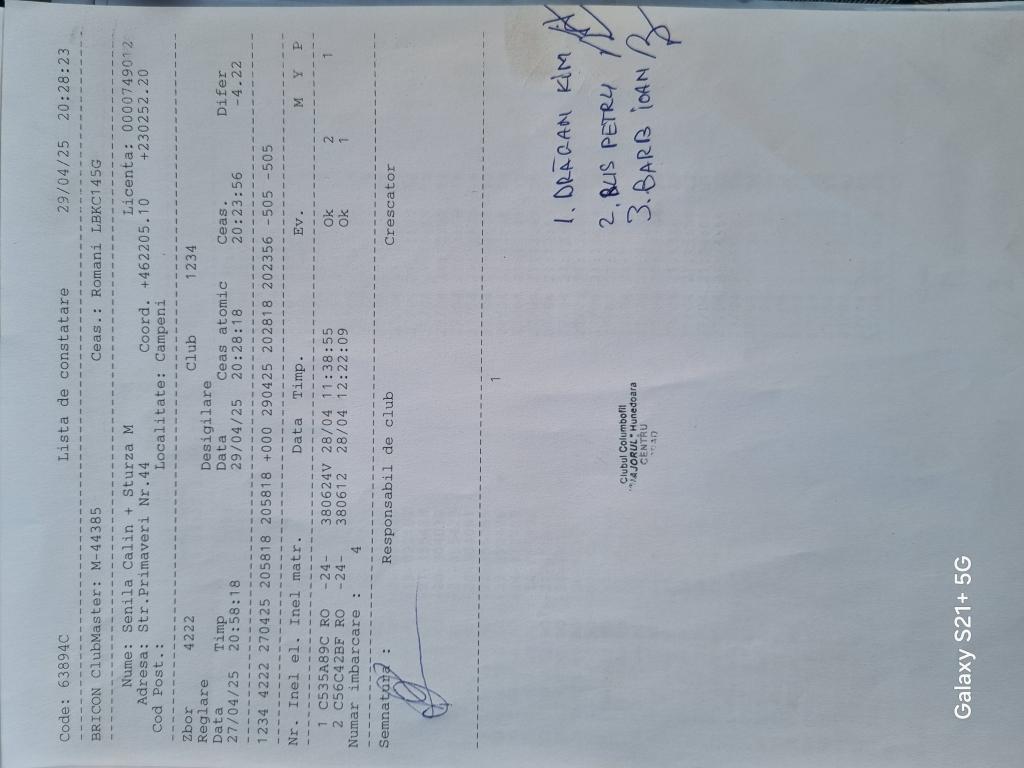 Code: 63894C Lista de constatare 29/04/25 20:28:23
BRICON ClubMaster: M-44385 Ceas.: Romani LBKC145G
Nume: Senila Calin + Sturza M Licenta: 0000749012
Adresa: Str.Primaveri Nr.44 Coord. +462205.10 +230252.20
Cod Post.: Localitate: Campeni
Zbor 4222 Club 1234
Reglare Desigilare
Data Timp Data Ceas atomic Ceas. Difer
27/04/25 20:58:18 29/04/25 20:28:18 20:23:56 -4.22
1234 4222 270425 205818 205818 +000 290425 202818 202356 -505 -505
Nr. Inel el. Inel matr. Data Timp. Ev. M Y P
1 C535A89C RO -24- 380624V 28/04 11:38:55 Ok 2 1
2 C56C42BF RO -24- 380612 28/04 12:22:09 Ok 1
Numar imbarcare : 4
Semnatura : Responsabil de club Crescator
1
1. DRĂGAN KIM
2. BUS PETRU
3. BARB IOAN
Clubul Columbofil
"MAJORUL" Hunedoara
CENTRU
Galaxy S21+ 5G